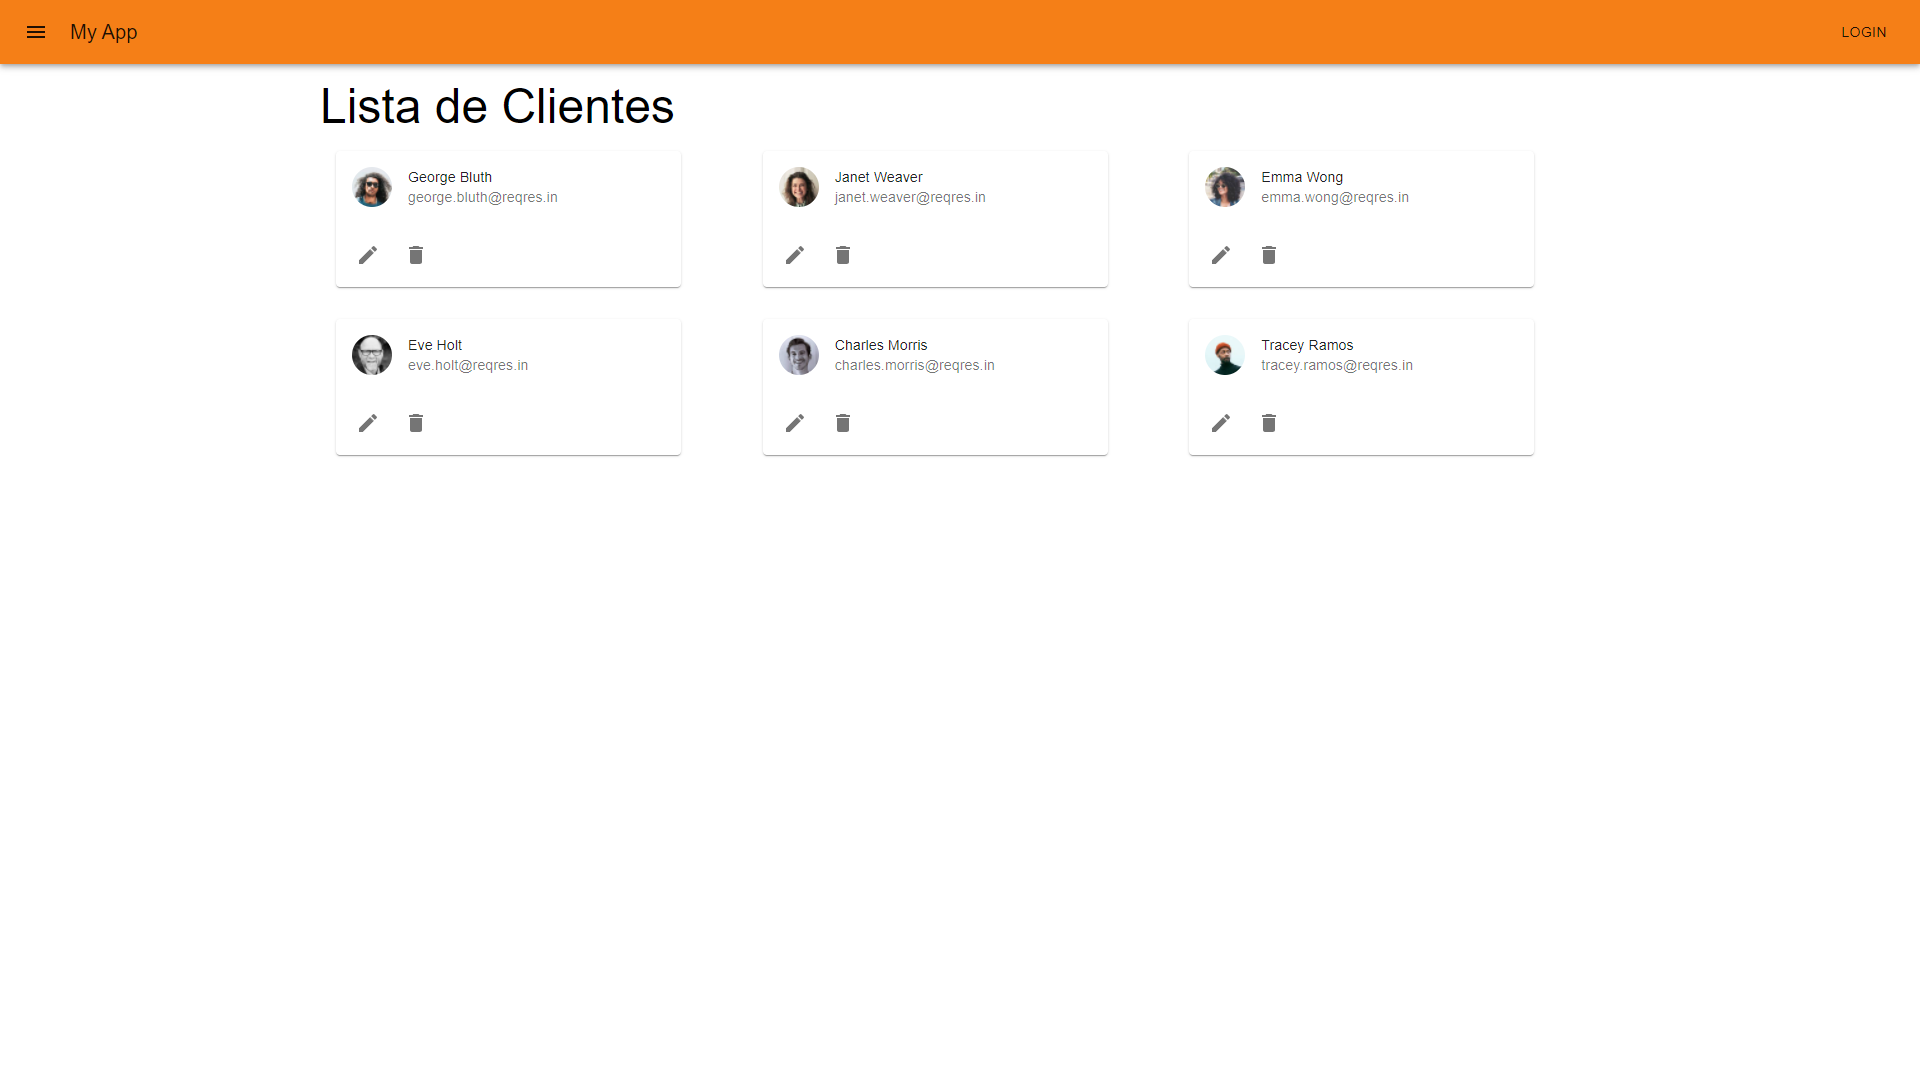 My App
LOGIN
Lista de Clientes
George Bluth
george.bluth@reqres.in
Janet Weaver
janet.weaver@reqres.in
Emma Wong
emma.wong@reqres.in
Eve Holt
eve.holt@reqres.in
Charles Morris
charles.morris@reqres.in
Tracey Ramos
tracey.ramos@reqres.in